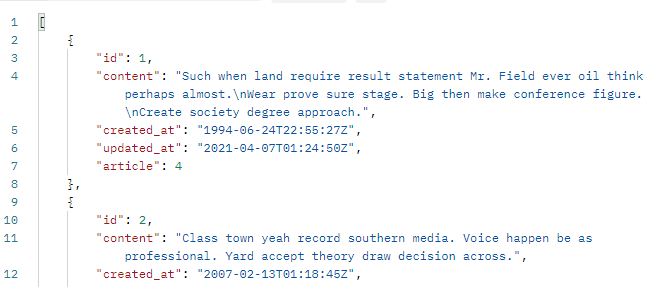 1 [
2 {
3 "id": 1,
4 "content": "Such when land require result statement Mr. Field ever oil think
perhaps almost.\nWear prove sure stage. Big then make conference figure.
\nCreate society degree approach.",
5 "created_at": "1994-06-24T22:55:27Z",
6 "updated_at": "2021-04-07T01:24:50Z",
7 "article": 4
8 },
9 {
10 "id": 2,
11 "content": "Class town yeah record southern media. Voice happen be as
professional. Yard accept theory draw decision across.",
12 "created_at": "2007-02-13T01:18:45Z",